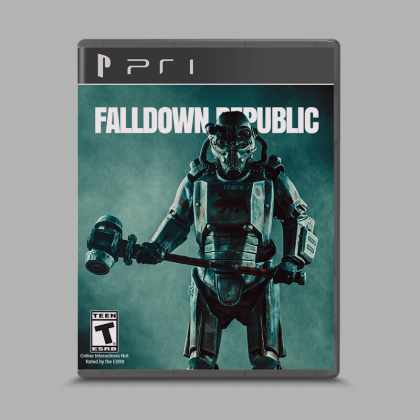 PRI
FALLDOWN REPUBLIC
TEEN
T
ESRB
Online Interactions Not
Rated by the ESRB